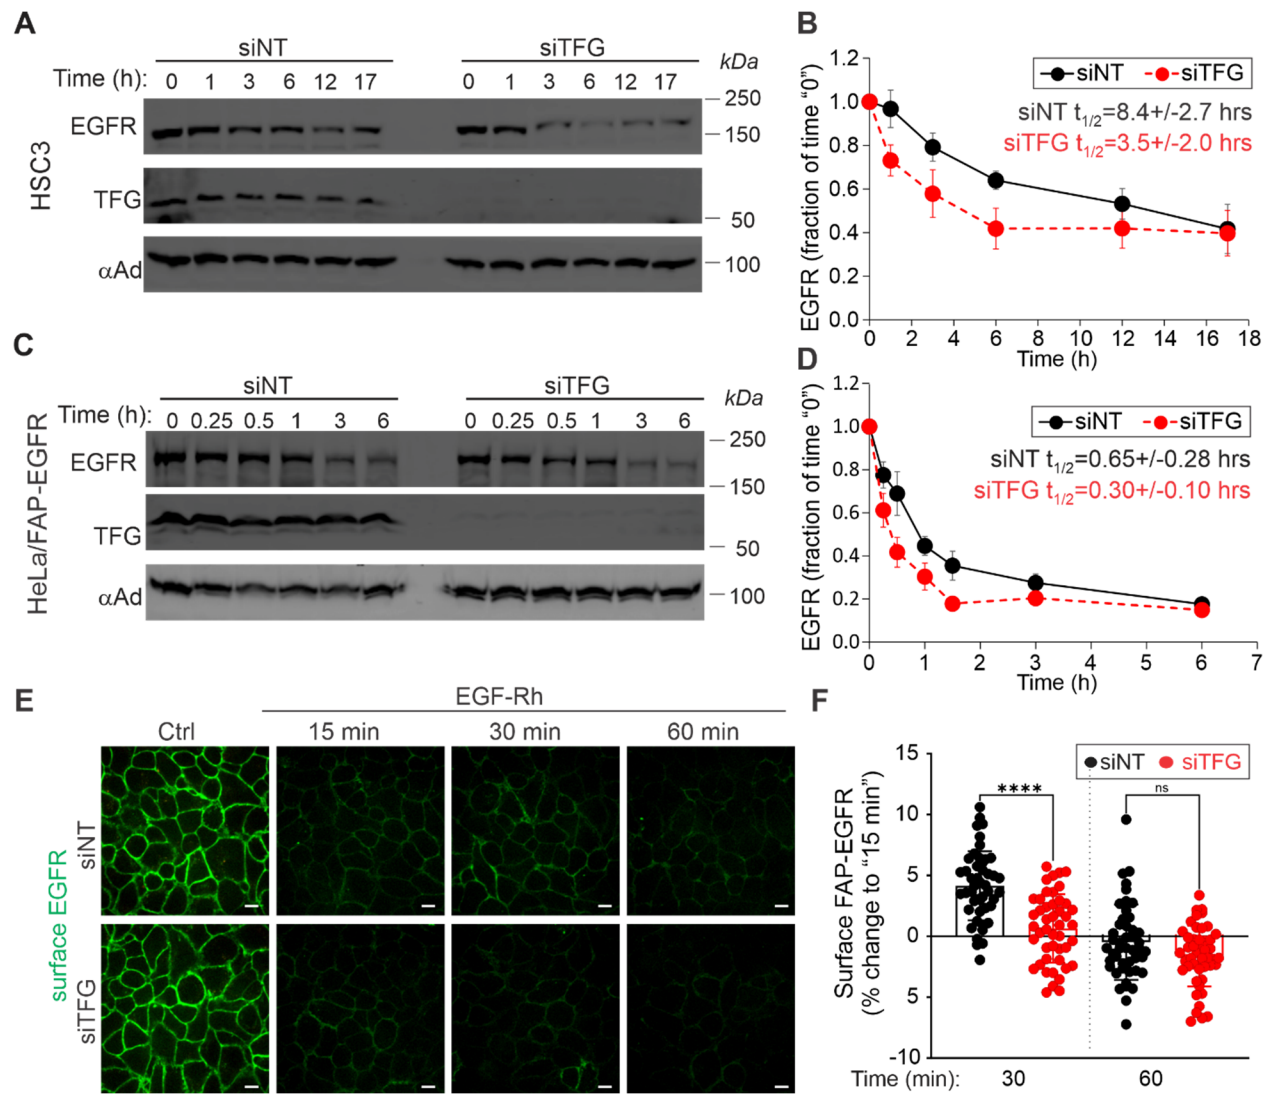 A
siNT
siTFG
Time (h):
0 1 3 6 12 17
0 1 3 6 12 17
kDa
HSC3
EGFR
250
150
TFG
50
αAd
100
B
EGFR (fraction of time “0”)
1.2
1.0
0.8
0.6
0.4
0.2
0.0
siNT siTFG
siNT t1/2=8.4+/-2.7 hrs
siTFG t1/2=3.5+/-2.0 hrs
0 2 4 6 8 10 12 14 16 18
Time (h)
C
siNT
siTFG
Time (h):
0 0.25 0.5 1 3 6
0 0.25 0.5 1 3 6
kDa
HeLa/FAP-EGFR
EGFR
250
150
TFG
50
αAd
100
D
EGFR (fraction of time “0”)
1.2
1.0
0.8
0.6
0.4
0.2
0.0
siNT siTFG
siNT t1/2=0.65+/-0.28 hrs
siTFG t1/2=0.30+/-0.10 hrs
0 1 2 3 4 5 6 7
Time (h)
E
EGF-Rh
Ctrl
15 min
30 min
60 min
surface EGFR
siNT
siTFG
F
Surface FAP-EGFR
(% change to “15 min”)
15
10
5
0
5
-10
siNT siTFG
****
ns
Time (min):
30
60